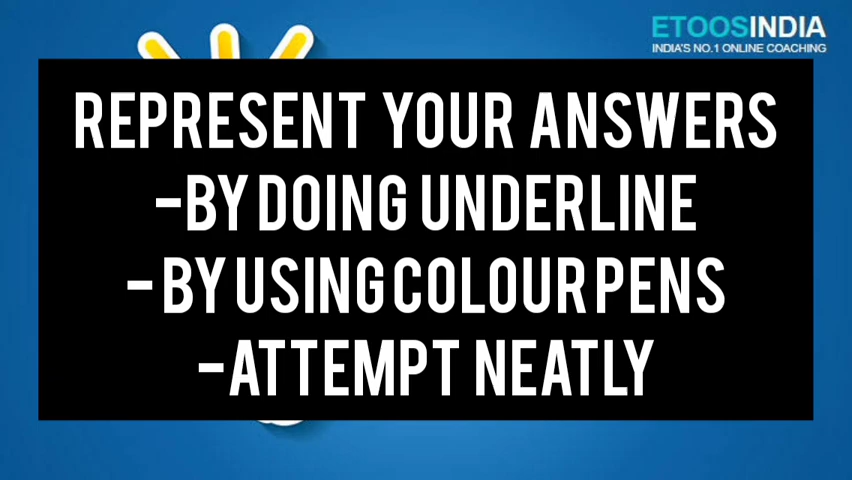 ETOOSINDIA
INDIA'S NO.1 ONLINE COACHING
REPRESENT YOUR ANSWERS
-BY DOING UNDERLINE
- BY USING COLOUR PENS
-ATTEMPT NEATLY